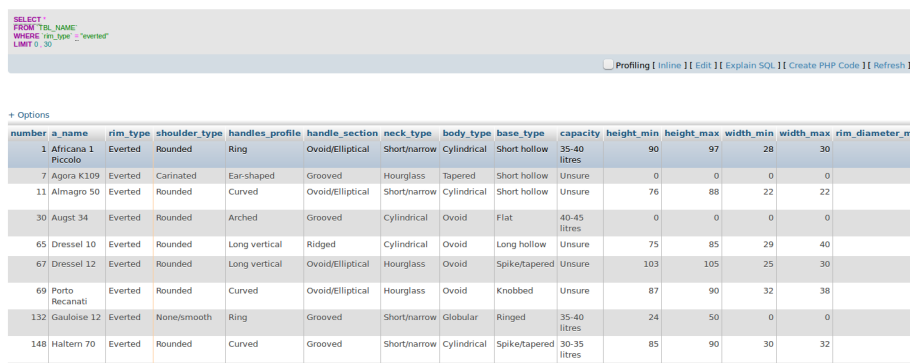 SELECT *
FROM `TBL_NAME`
WHERE `rim_type` = "everted"
LIMIT 0 , 30
Profiling [ Inline ] [ Edit ] [ Explain SQL ] [ Create PHP Code ] [ Refresh ]
+ Options
number a_name rim_type shoulder_type handles_profile handle_section neck_type body_type base_type capacity height_min height_max width_min width_max rim_diameter_m
1 Africana 1 Piccolo Everted Rounded Ring Ovoid/Elliptical Short/narrow Cylindrical Short hollow 35-40 litres 90 97 28 30
7 Agora K109 Everted Carinated Ear-shaped Grooved Hourglass Tapered Short hollow Unsure 0 0 0 0
11 Almagro 50 Everted Rounded Curved Ovoid/Elliptical Short/narrow Cylindrical Short hollow Unsure 76 88 22 22
30 Augst 34 Everted Rounded Arched Grooved Cylindrical Ovoid Flat 40-45 litres 0 0 0 0
65 Dressel 10 Everted Rounded Long vertical Ridged Cylindrical Ovoid Long hollow Unsure 75 85 29 40
67 Dressel 12 Everted Rounded Long vertical Ovoid/Elliptical Hourglass Ovoid Spike/tapered Unsure 103 105 25 30
69 Porto Recanati Everted Rounded Curved Ovoid/Elliptical Hourglass Ovoid Knobbed Unsure 87 90 32 38
132 Gauloise 12 Everted None/smooth Ring Grooved Short/narrow Globular Ringed 35-40 litres 24 50 0 0
148 Haltern 70 Everted Rounded Curved Grooved Short/narrow Cylindrical Spike/tapered 30-35 litres 85 90 30 32